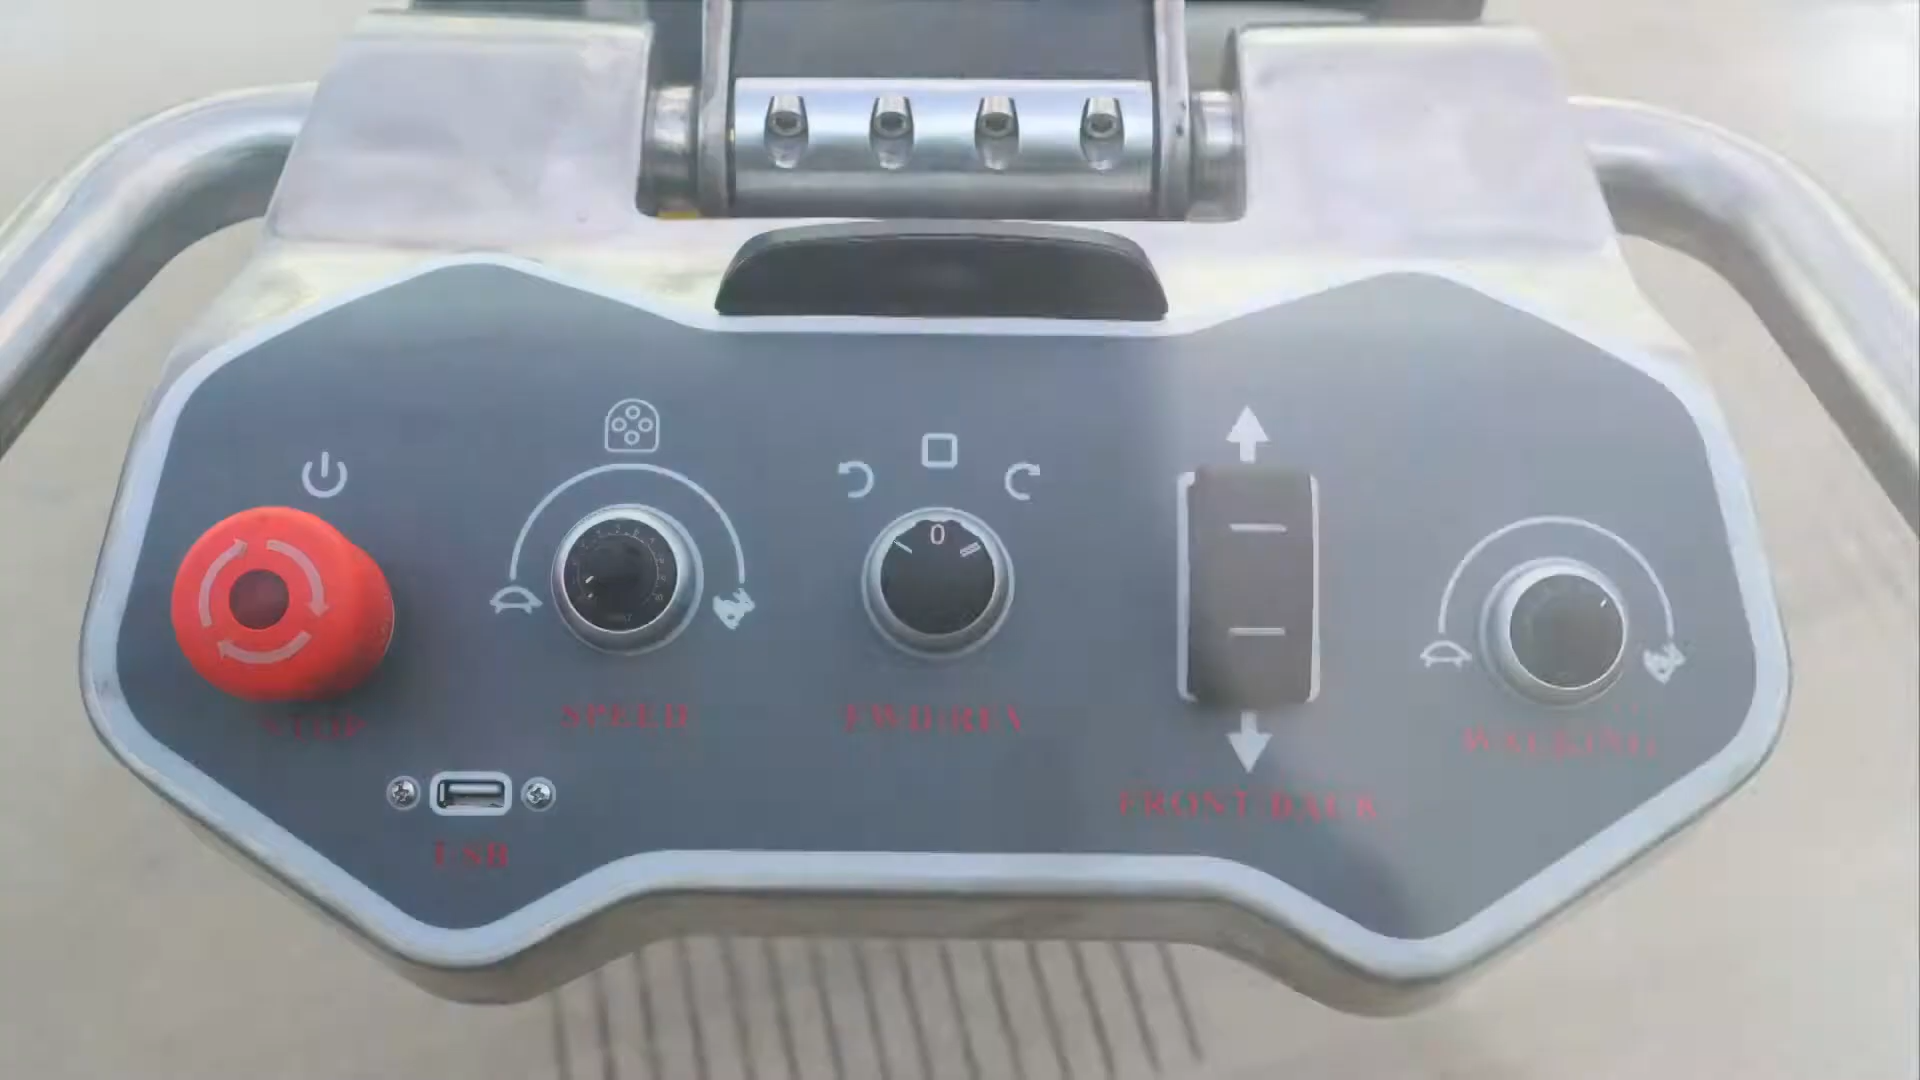 0
STOP
SPEED
FWD/REV
FRONT/BACK
WALKING
USB